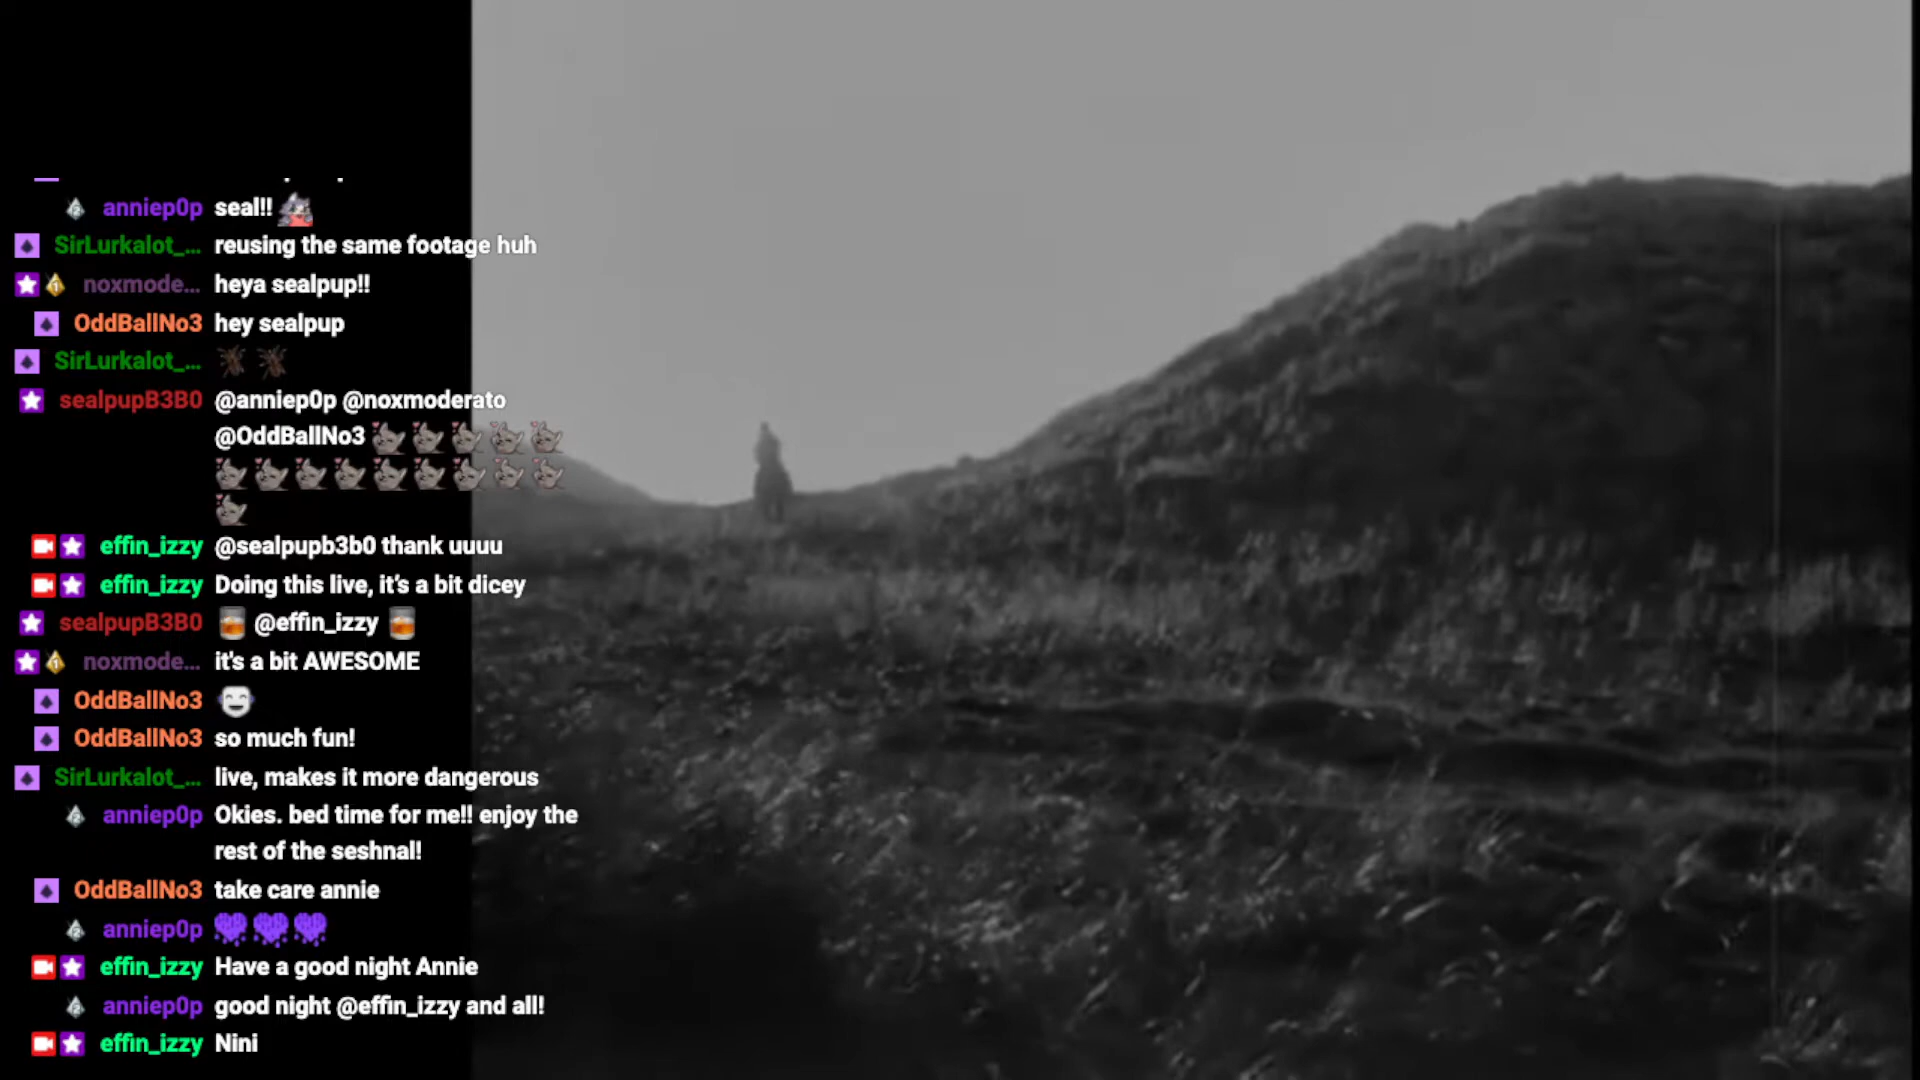 anniep0p seal!!
SirLurkalot_... reusing the same footage huh
noxmode... heya sealpup!!
OddBallNo3 hey sealpup
SirLurkalot_...
sealpupB3B0 @anniep0p @noxmoderato
@OddBallNo3
effin_izzy @sealpupb3b0 thank uuuu
effin_izzy Doing this live, it's a bit dicey
sealpupB3B0 @effin_izzy
noxmode... it's a bit AWESOME
OddBallNo3
OddBallNo3 so much fun!
SirLurkalot_... live, makes it more dangerous
anniep0p Okies. bed time for me!! enjoy the
rest of the seshnal!
OddBallNo3 take care annie
anniep0p
effin_izzy Have a good night Annie
anniep0p good night @effin_izzy and all!
effin_izzy Nini